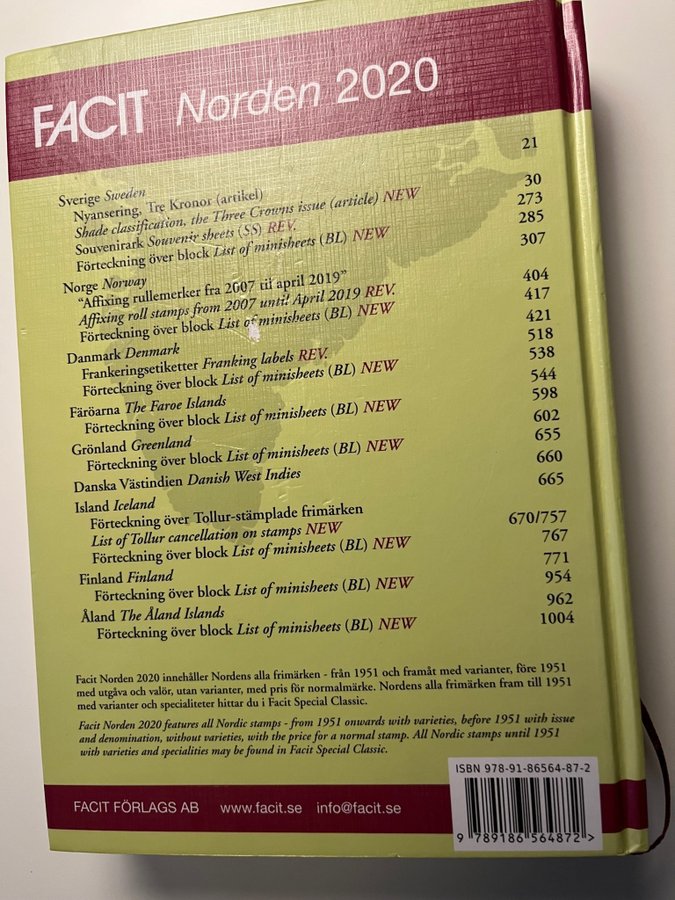 FACIT Norden 2020
Sverige Sweden 21
Nyansering, Tre Kronor (artikel) 30
Shade classification, the Three Crowns issue (article) NEW 273
Souvenirark Souvenir sheets (SS) REV. 285
Förteckning över block List of minisheets (BL) NEW 307
Norge Norway 404
"Affixing rullemerker fra 2007 til april 2019" 417
Affixing roll stamps from 2007 until April 2019 REV.
Förteckning över block List of minisheets (BL) NEW 421
Danmark Denmark 518
Frankeringsetiketter Franking labels REV. 538
Förteckning över block List of minisheets (BL) NEW 544
Färöarna The Faroe Islands 598
Förteckning över block List of minisheets (BL) NEW 602
Grönland Greenland 655
Förteckning över block List of minisheets (BL) NEW 660
Danska Västindien Danish West Indies 665
Island Iceland
Förteckning över Tollur-stämplade frimärken 670/757
List of Tollur cancellation on stamps NEW 767
Förteckning över block List of minisheets (BL) NEW 771
Finland Finland 954
Förteckning över block List of minisheets (BL) NEW 962
Åland The Åland Islands 1004
Förteckning över block List of minisheets (BL) NEW
Facit Norden 2020 innehåller Nordens alla frimärken - från 1951 och framåt med varianter, före 1951
med utgåva och valör, utan varianter, med pris för normalmärke. Nordens alla frimärken fram till 1951
med varianter och specialiteter hittar du i Facit Special Classic.
Facit Norden 2020 features all Nordic stamps - from 1951 onwards with varieties, before 1951 with issue
and denomination, without varieties, with the price for a normal stamp. All Nordic stamps until 1951
with varieties and specialities may be found in Facit Special Classic.
ISBN 978-91-86564-87-2
FACIT FÖRLAGS AB www.facit.se info@facit.se
9 789186 564872 >